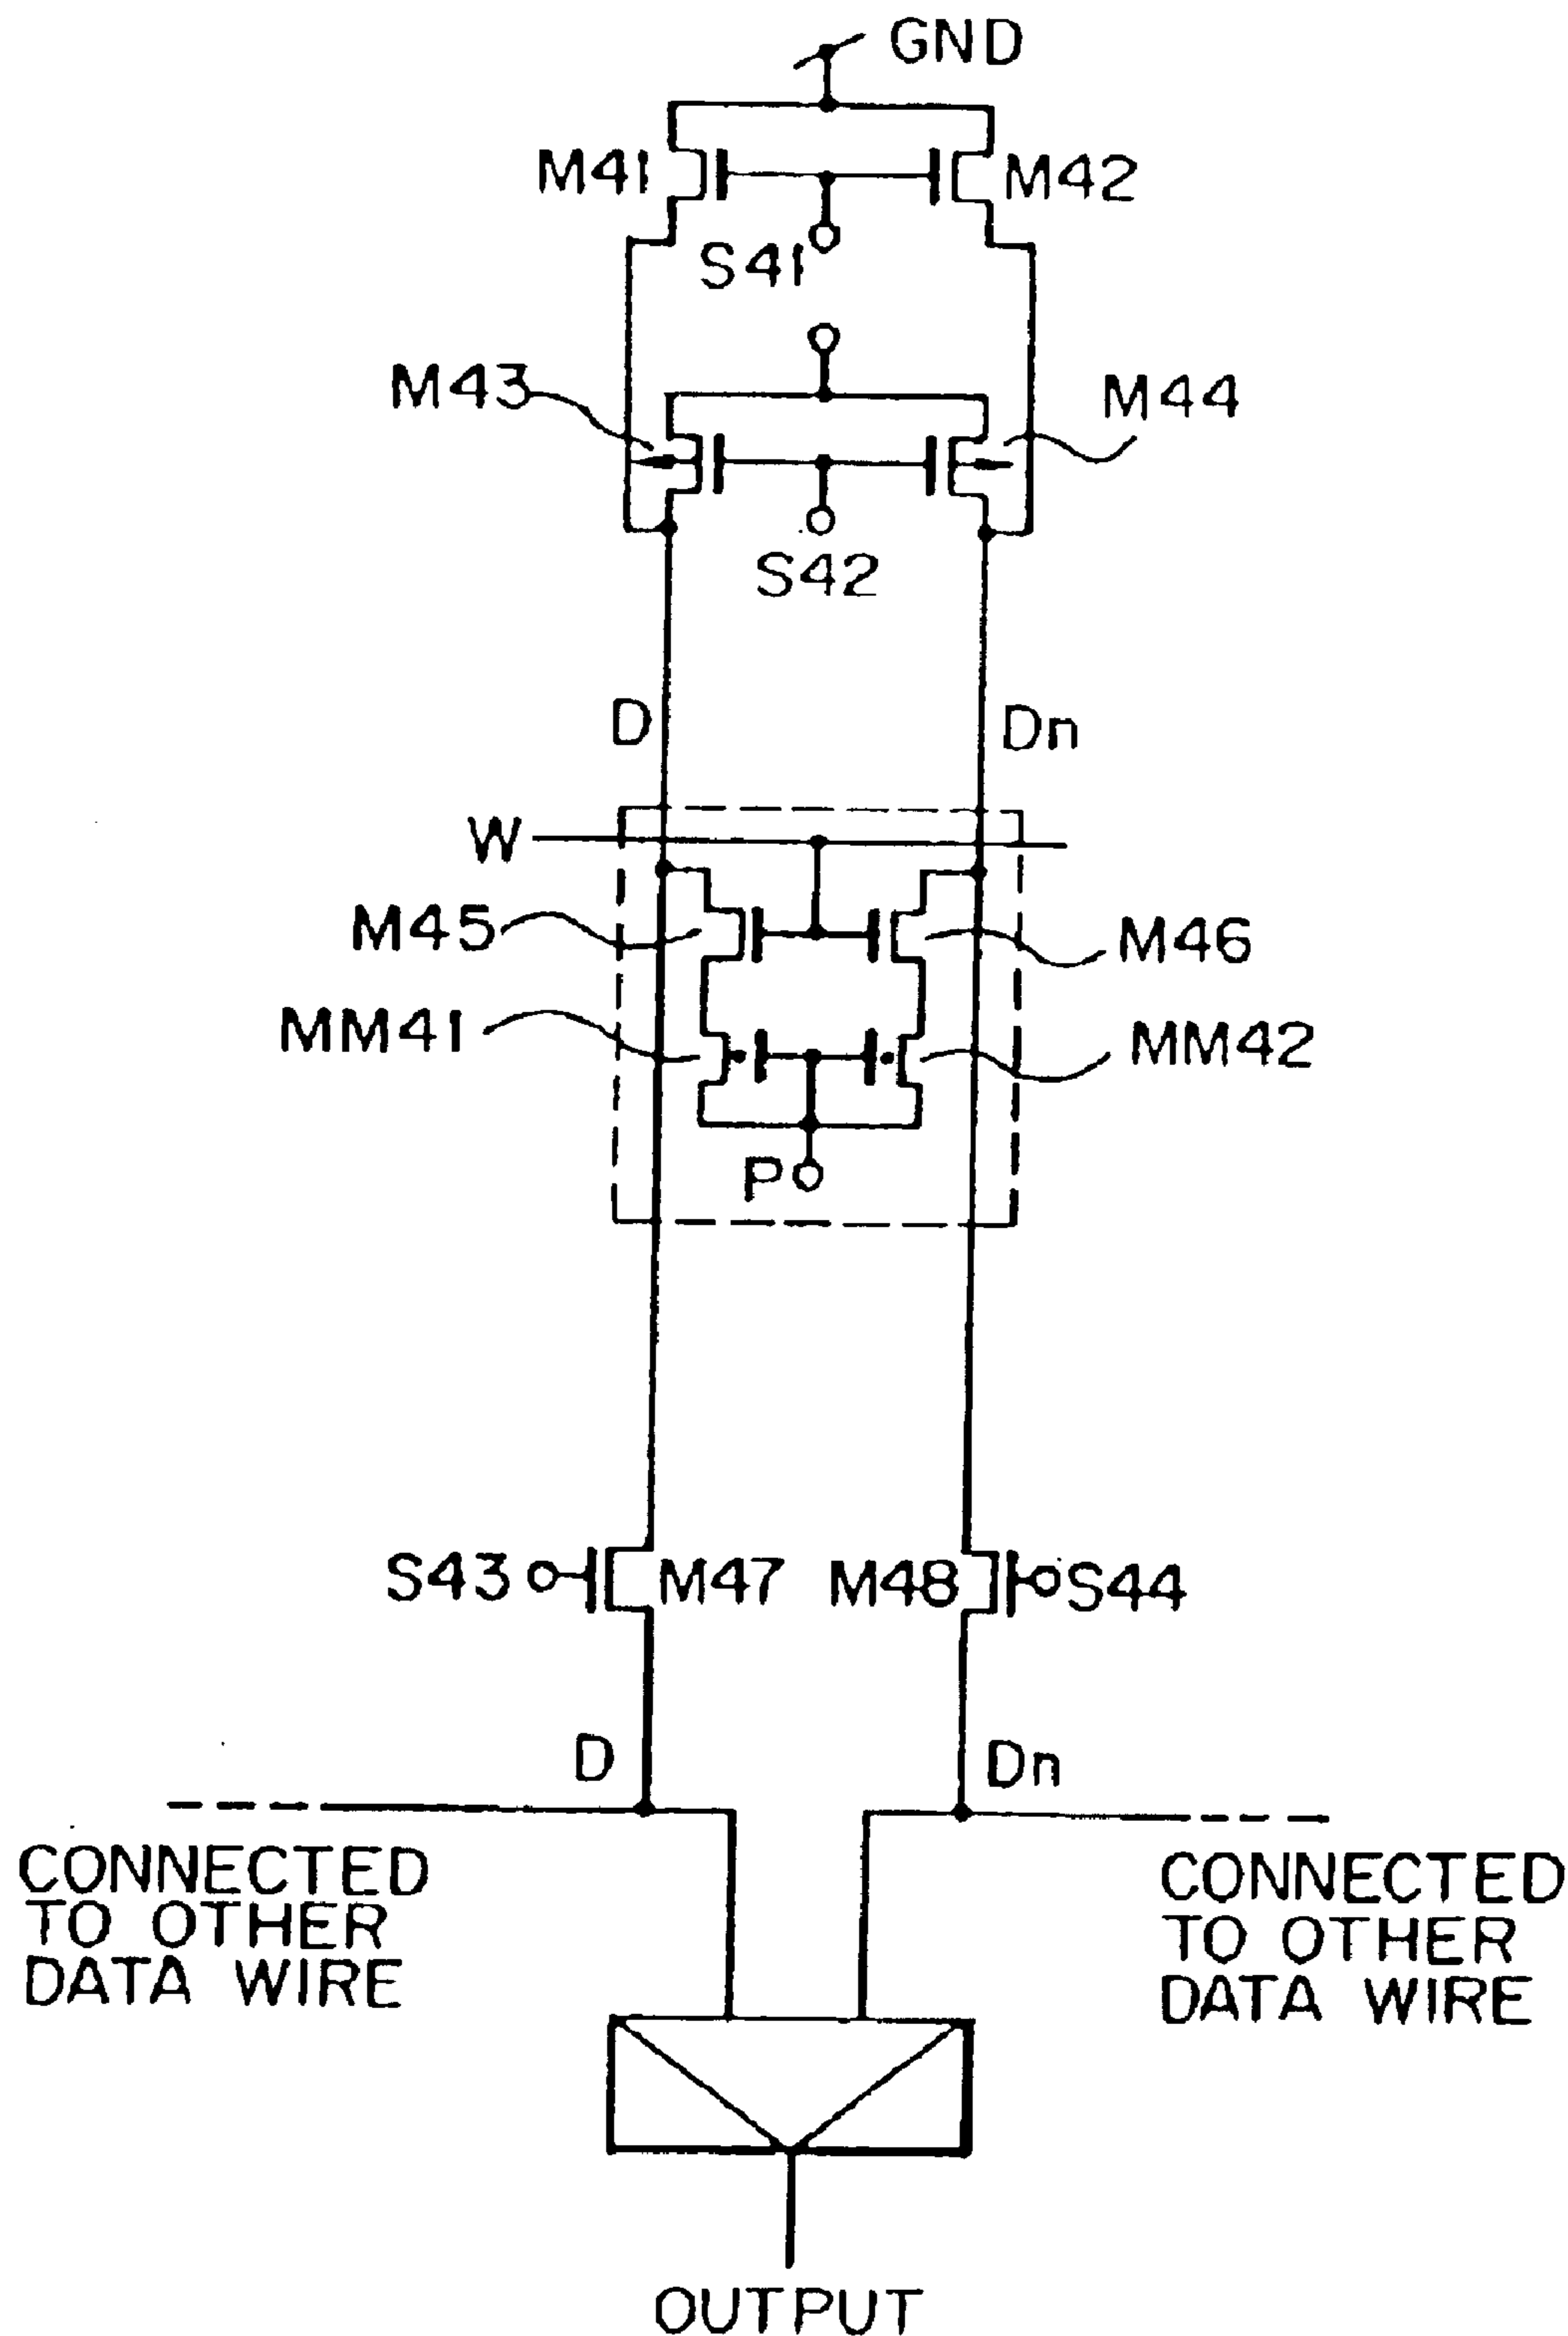 GND
M41
M42
S41
M43
M44
S42
D
Dn
W
M45
M46
MM41
MM42
P
S43
M47
M48
S44
D
Dn
CONNECTED
TO OTHER
DATA WIRE
CONNECTED
TO OTHER
DATA WIRE
OUTPUT